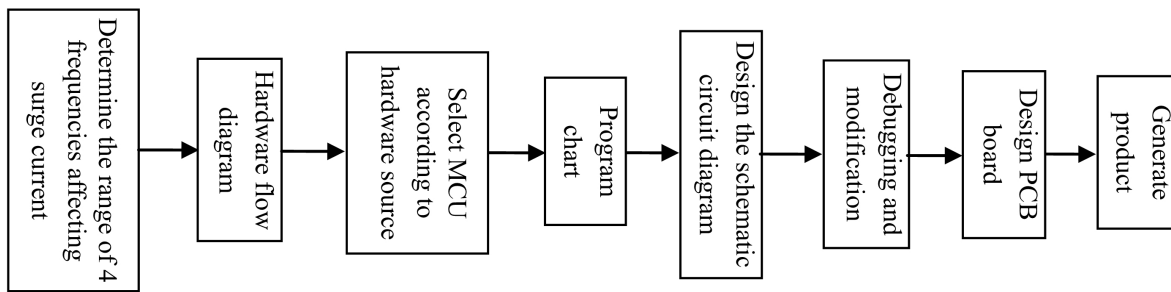 Determine the range of 4
frequencies affecting
surge current
Hardware flow
diagram
Select MCU
according to
hardware source
Program
chart
Design the schematic
circuit diagram
Debugging and
modification
Design PCB
board
Generate
product